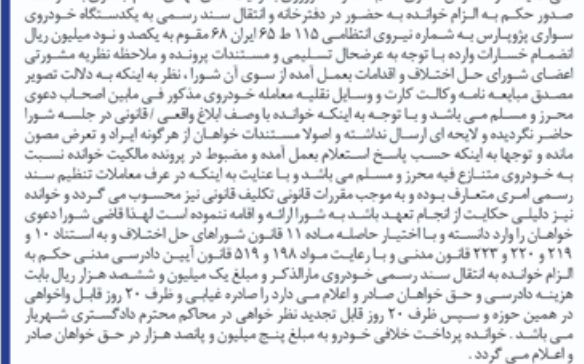 صدور حکم به الزام خوانده به حضور در دفترخانه و انتقال سند رسمی به یکدستگاه خودروی
سواری پژوپارس به شماره نیروی انتظامی ۱۱۵ ط ۶۵ ایران ۶۸ مقوم به یکصد و نود میلیون ریال
انضمام خسارات وارده با توجه به عرضحال تسلیمی و مستندات پرونده و ملاحظه نظریه مشورتی
اعضای شورای حل اختلاف و اقدامات بعمل آمده از سوی آن شورا ، نظر به اینکه به دلالت تصویر
مصدق مبایعه نامه وکالت کارت و وسایل نقلیه معامله خودروی مذکور فی مابین اصحاب دعوی
محرز و مسلم می باشد و با توجه به اینکه خوانده با وصف ابلاغ واقعی / قانونی در جلسه شورا
حاضر نگردیده و لایحه ای ارسال نداشته و اصولا مستندات خواهان از هرگونه ایراد و تعرض مصون
مانده و توجها به اینکه حسب پاسخ استعلام بعمل آمده و مضبوط در پرونده مالکیت خوانده نسبت
به خودروی متنازع فیه محرز و مسلم می باشد و با عنایت به اینکه در عرف معاملات تنظیم سند
رسمی امری متعارف بوده و به موجب مقررات قانونی تکلیف قانونی نیز محسوب می گردد و خوانده
نیز دلیلی حکایت از انجام تعهد باشد به شورا ارائه و اقامه ننموده است لهذا قاضی شورا دعوی
خواهان را وارد دانسته و با اختیار حاصله ماده ۱۱ قانون شوراهای حل اختلاف و به استناد ۱۰ و
۲۱۹ و ۲۲۰ و ۲۲۳ قانون مدنی و با رعایت مواد ۱۹۸ و ۵۱۹ قانون آیین دادرسی مدنی حکم به
الزام خوانده به انتقال سند رسمی خودروی مارالذکر و مبلغ یک میلیون و ششصد هزار ریال بابت
هزینه دادرسی و حق خواهان صادر و اعلام می دارد را صادره غیابی و ظرف ۲۰ روز قابل واخواهی
در همین حوزه و سپس ظرف ۲۰ روز قابل تجدید نظر خواهی در محاکم محترم دادگستری شهریار
می باشد . خوانده پرداخت خلافی خودرو به مبلغ پنج میلیون و پانصد هزار در حق خواهان صادر
و اعلام می گردد .